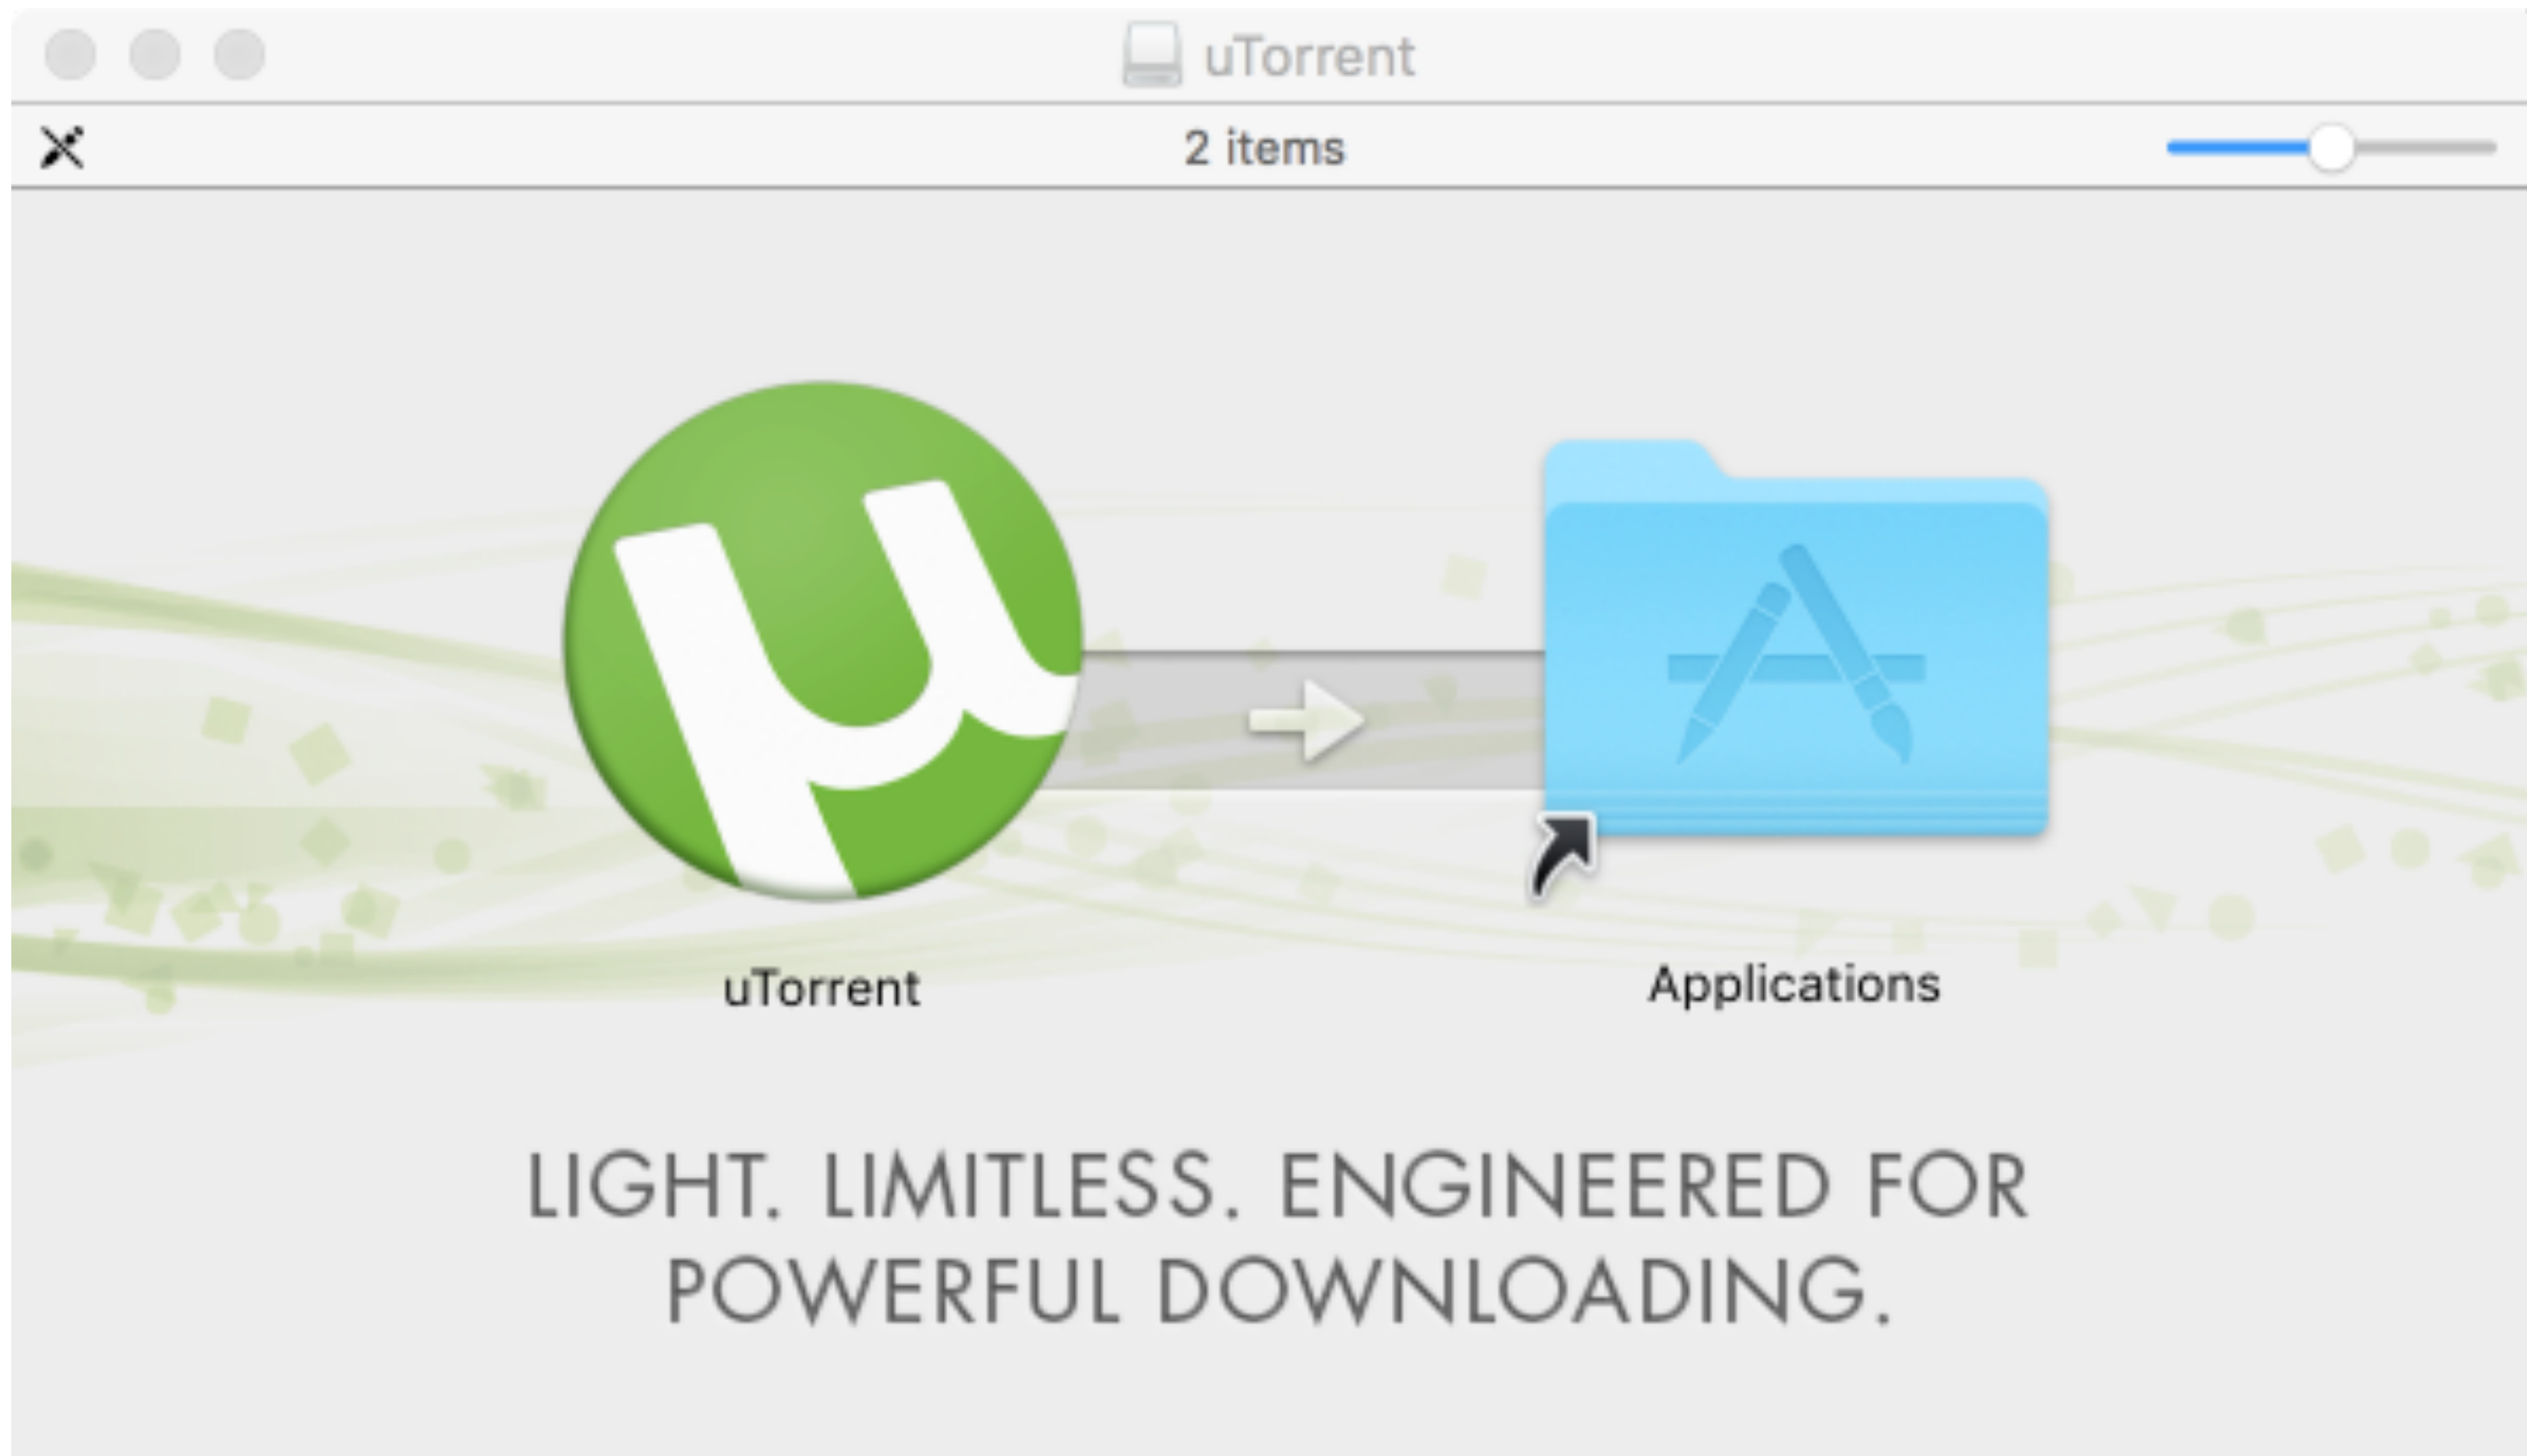 uTorrent
2 items
uTorrent
Applications
LIGHT. LIMITLESS. ENGINEERED FOR
POWERFUL DOWNLOADING.